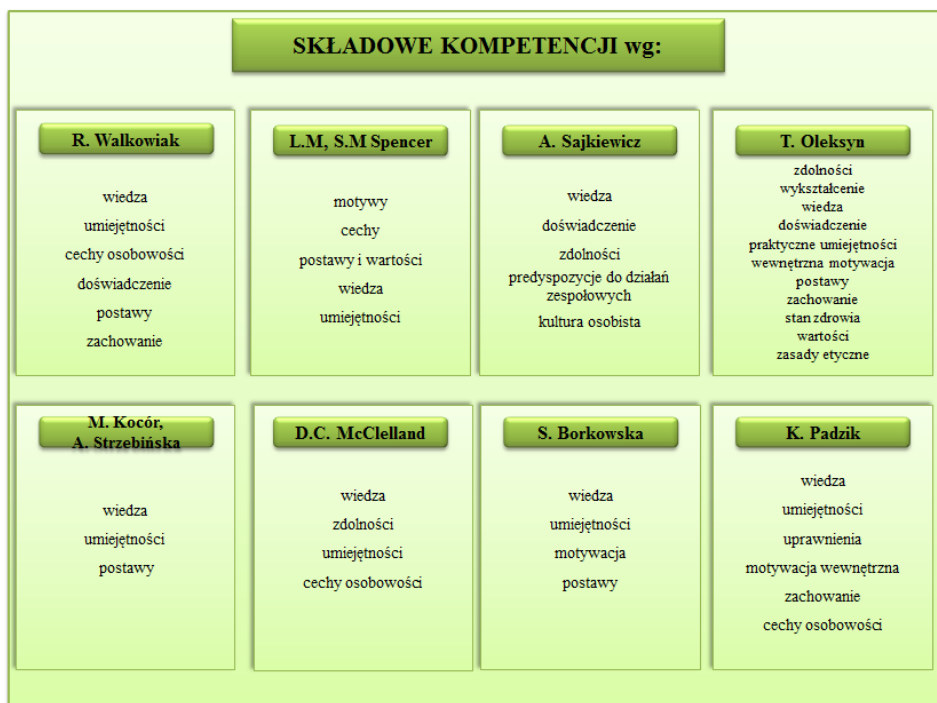 SKŁADOWE KOMPETENCJI wg:
R. Walkowiak
wiedza
umiejętności
cechy osobowości
doświadczenie
postawy
zachowanie
L.M, S.M Spencer
motywy
cechy
postawy i wartości
wiedza
umiejętności
A. Sajkiewicz
wiedza
doświadczenie
zdolności
predyspozycje do działań
zespołowych
kultura osobista
T. Oleksyn
zdolności
wykształcenie
wiedza
doświadczenie
praktyczne umiejętności
wewnętrzna motywacja
postawy
zachowanie
stan zdrowia
wartości
zasady etyczne
M. Kocór,
A. Strzebińska
wiedza
umiejętności
postawy
D.C. McClelland
wiedza
zdolności
umiejętności
cechy osobowości
S. Borkowska
wiedza
umiejętności
motywacja
postawy
K. Padzik
wiedza
umiejętności
uprawnienia
motywacja wewnętrzna
zachowanie
cechy osobowości